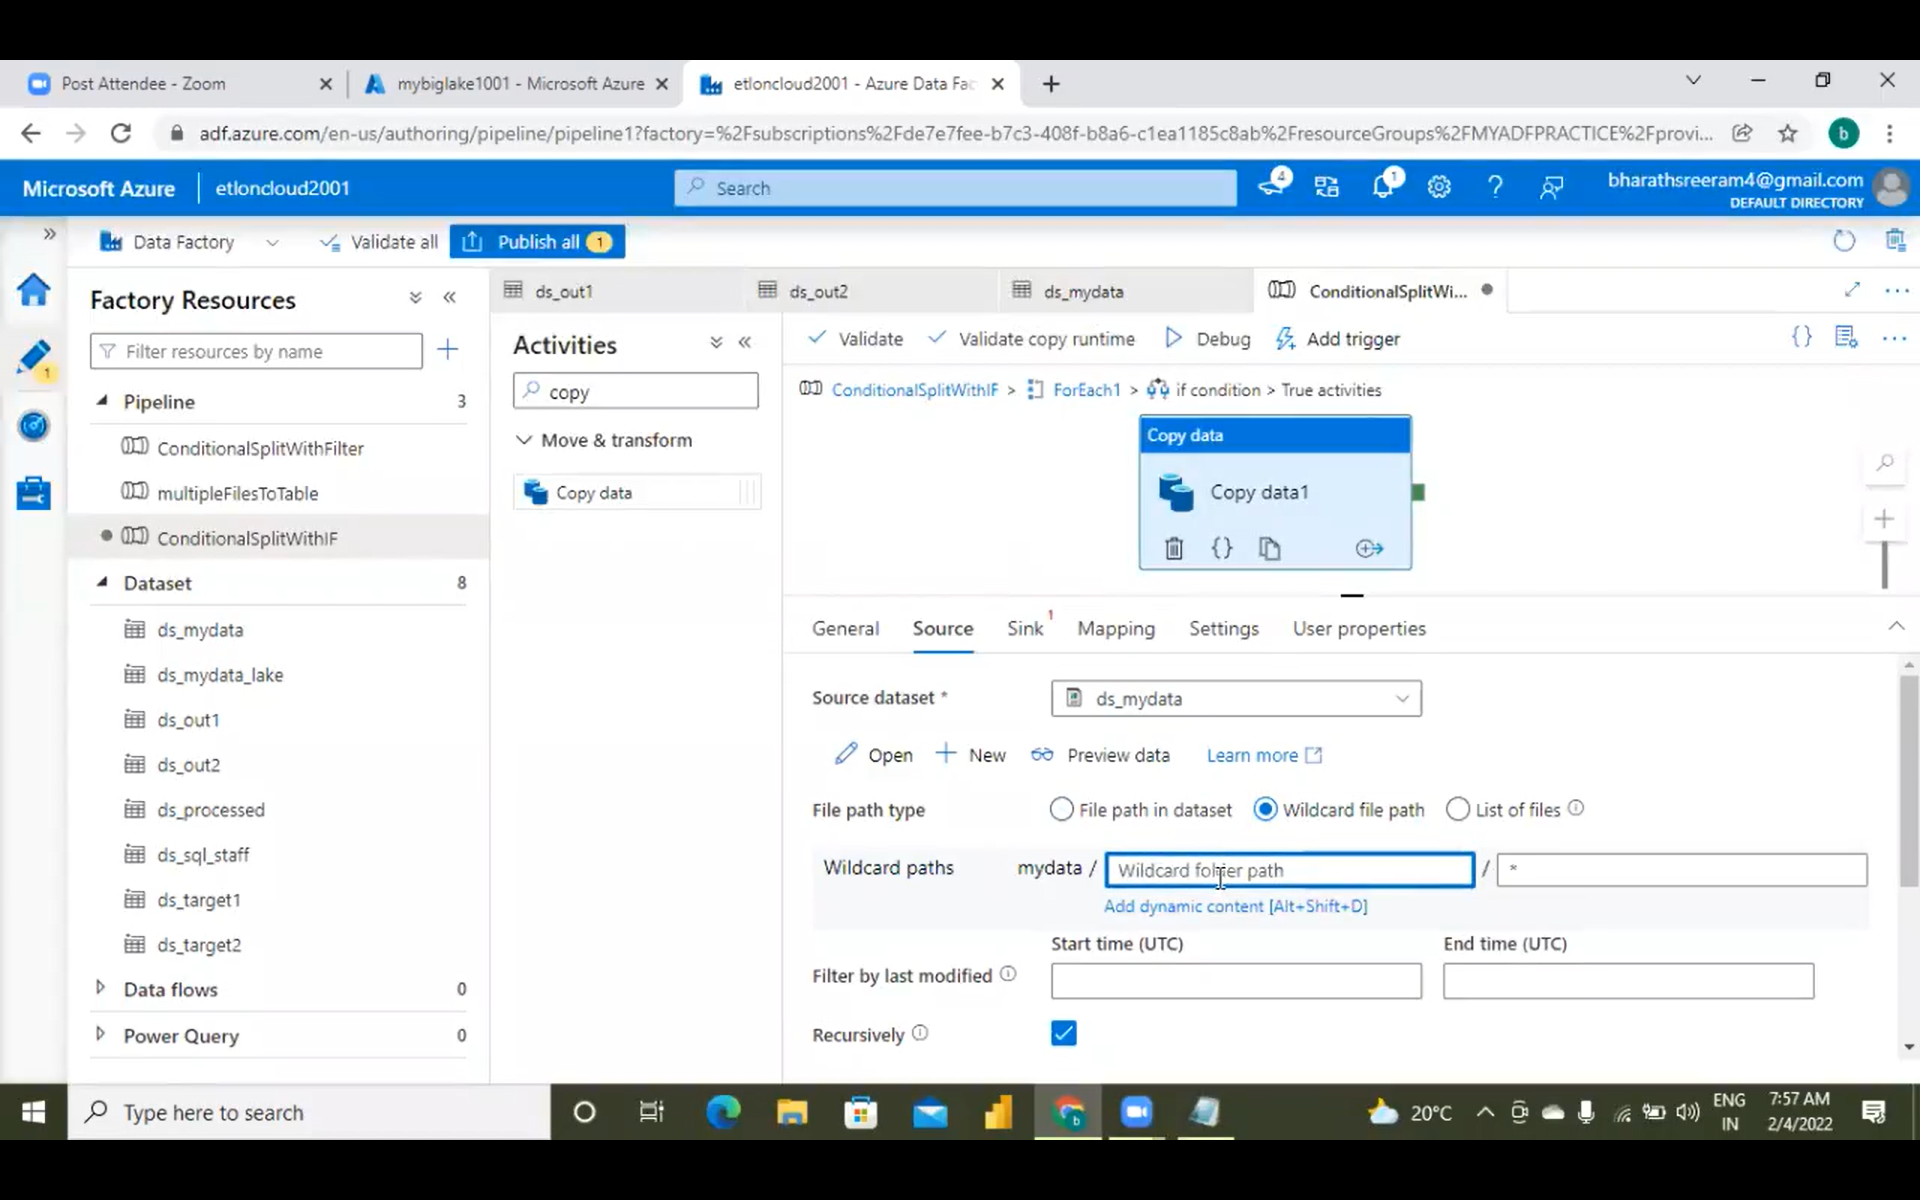 Post Attendee - Zoom
mybiglake1001 - Microsoft Azure
etloncloud2001 - Azure Data Fac
adf.azure.com/en-us/authoring/pipeline/pipeline1?factory=%2Fsubscriptions%2Fde7e7fee-b7c3-408f-b8a6-c1ea1185c8ab%2FresourceGroups%2FMYADFPRACTICE%2Fprovi...
b
Microsoft Azure
etloncloud2001
Search
4
1
bharathsreeram4@gmail.com
DEFAULT DIRECTORY
Data Factory
Validate all
Publish all 1
Factory Resources
ds_out1
ds_out2
ds_mydata
ConditionalSplitWi...
Filter resources by name
Activities
Validate
Validate copy runtime
Debug
Add trigger
1
Pipeline 3
copy
ConditionalSplitWithIF > ForEach1 > if condition > True activities
ConditionalSplitWithFilter
Move & transform
Copy data
multipleFilesToTable
Copy data
Copy data1
ConditionalSplitWithIF
Dataset 8
ds_mydata
ds_mydata_lake
ds_out1
ds_out2
ds_processed
ds_sql_staff
ds_target1
ds_target2
Data flows 0
Power Query 0
General
Source
Sink 1
Mapping
Settings
User properties
Source dataset *
ds_mydata
Open
New
Preview data
Learn more
File path type
File path in dataset
Wildcard file path
List of files
Wildcard paths
mydata /
Wildcard folder path
/
*
Add dynamic content [Alt+Shift+D]
Start time (UTC)
End time (UTC)
Filter by last modified
Recursively
Type here to search
20°C
ENG
IN
7:57 AM
2/4/2022